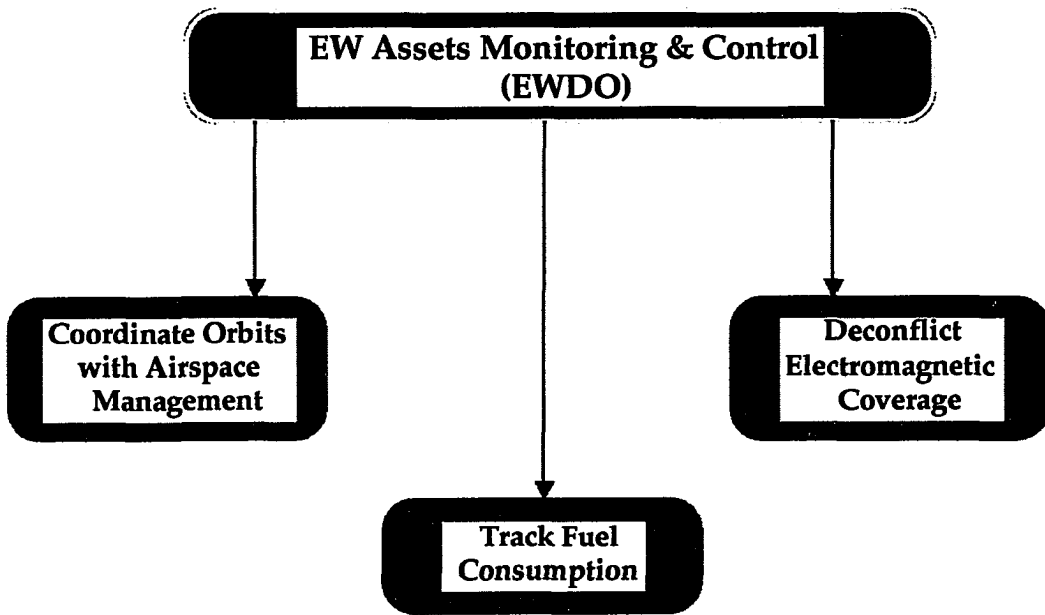 EW Assets Monitoring & Control
(EWDO)
Coordinate Orbits
with Airspace
Management
Deconflict
Electromagnetic
Coverage
Track Fuel
Consumption